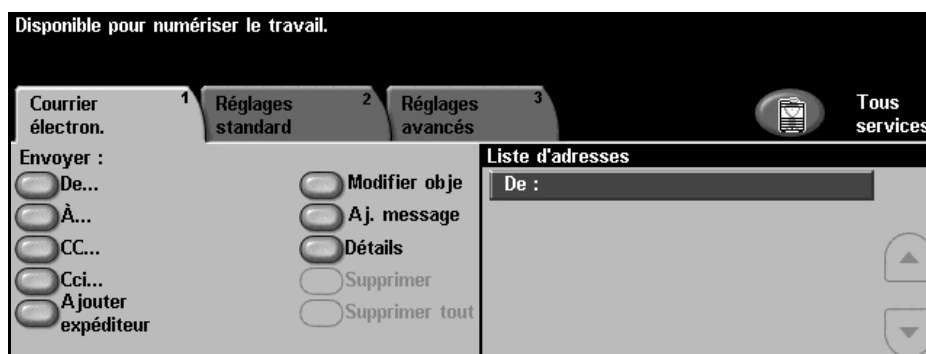 Disponible pour numériser le travail.
Courrier électron. 1
Réglages standard 2
Réglages avancés 3
Tous services
Envoyer :
De...
À...
CC...
Cci...
Ajouter expéditeur
Modifier obje
Aj. message
Détails
Supprimer
Supprimer tout
Liste d'adresses
De :